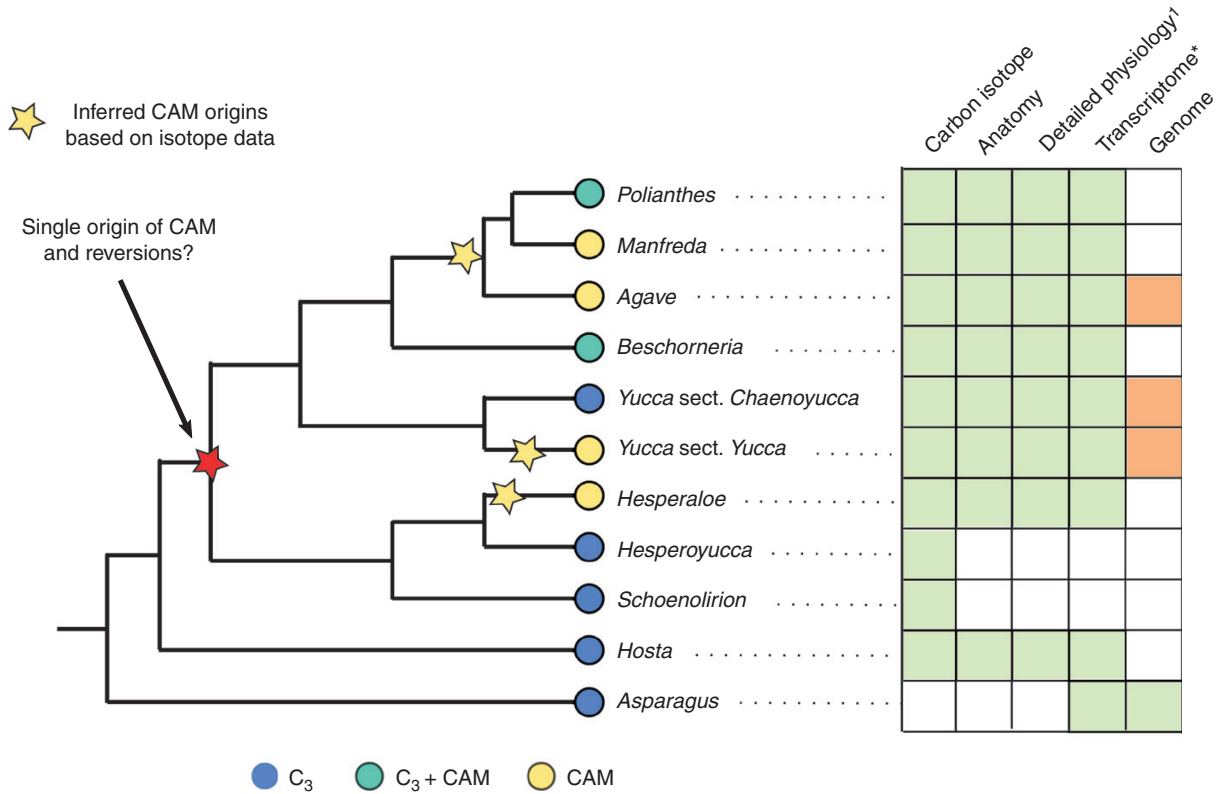 Inferred CAM origins
based on isotope data
Single origin of CAM
and reversions?
Carbon isotope
Anatomy
Detailed physiology¹
Transcriptome*
Genome
Polianthes
Manfreda
Agave
Beschorneria
Yucca sect. Chaenoyucca
Yucca sect. Yucca
Hesperaloe
Hesperoyucca
Schoenolirion
Hosta
Asparagus
C₃
C₃ + CAM
CAM